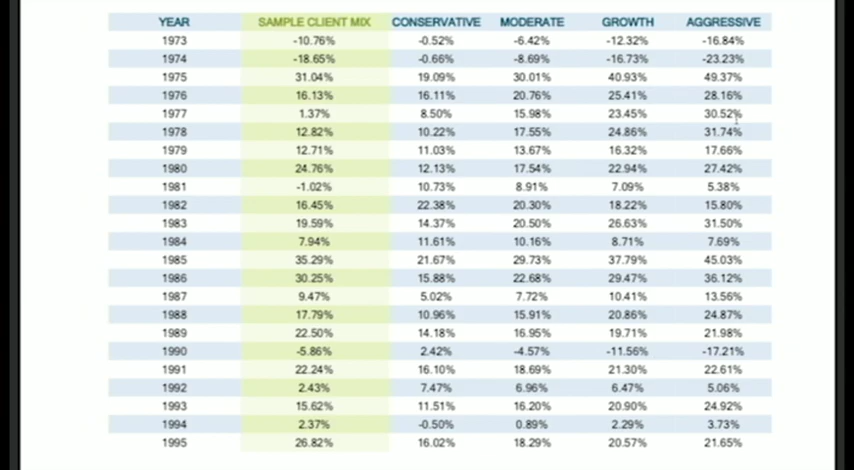 YEAR SAMPLE CLIENT MIX CONSERVATIVE MODERATE GROWTH AGGRESSIVE
1973 -10.76% -0.52% -6.42% -12.32% -16.84%
1974 -18.65% -0.66% -8.69% -16.73% -23.23%
1975 31.04% 19.09% 30.01% 40.93% 49.37%
1976 16.13% 16.11% 20.76% 25.41% 28.16%
1977 1.37% 8.50% 15.98% 23.45% 30.52%
1978 12.82% 10.22% 17.55% 24.86% 31.74%
1979 12.71% 11.03% 13.67% 16.32% 17.66%
1980 24.76% 12.13% 17.54% 22.94% 27.42%
1981 -1.02% 10.73% 8.91% 7.09% 5.38%
1982 16.45% 22.38% 20.30% 18.22% 15.80%
1983 19.59% 14.37% 20.50% 26.63% 31.50%
1984 7.94% 11.61% 10.16% 8.71% 7.69%
1985 35.29% 21.67% 29.73% 37.79% 45.03%
1986 30.25% 15.88% 22.68% 29.47% 36.12%
1987 9.47% 5.02% 7.72% 10.41% 13.56%
1988 17.79% 10.96% 15.91% 20.86% 24.87%
1989 22.50% 14.18% 16.95% 19.71% 21.98%
1990 -5.86% 2.42% -4.57% -11.56% -17.21%
1991 22.24% 16.10% 18.69% 21.30% 22.61%
1992 2.43% 7.47% 6.96% 6.47% 5.06%
1993 15.62% 11.51% 16.20% 20.90% 24.92%
1994 2.37% -0.50% 0.89% 2.29% 3.73%
1995 26.82% 16.02% 18.29% 20.57% 21.65%